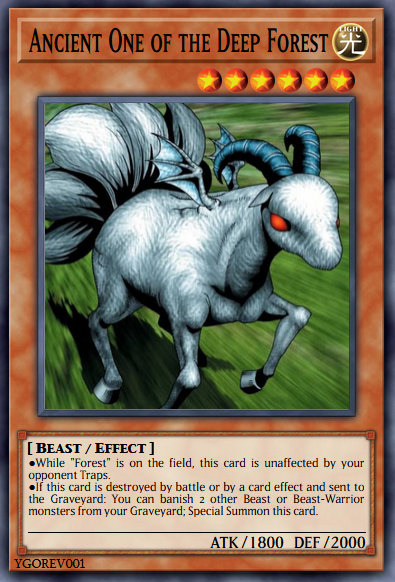 Ancient One of the Deep Forest
LIGHT
光
[ Beast / Effect ]
●While "Forest" is on the field, this card is unaffected by your
opponent Traps.
●If this card is destroyed by battle or by a card effect and sent
to the Graveyard: You can banish 2 other Beast or Beast-Warrior
monsters from your Graveyard; Special Summon this card.
ATK/1800 DEF/2000
YGOREV001